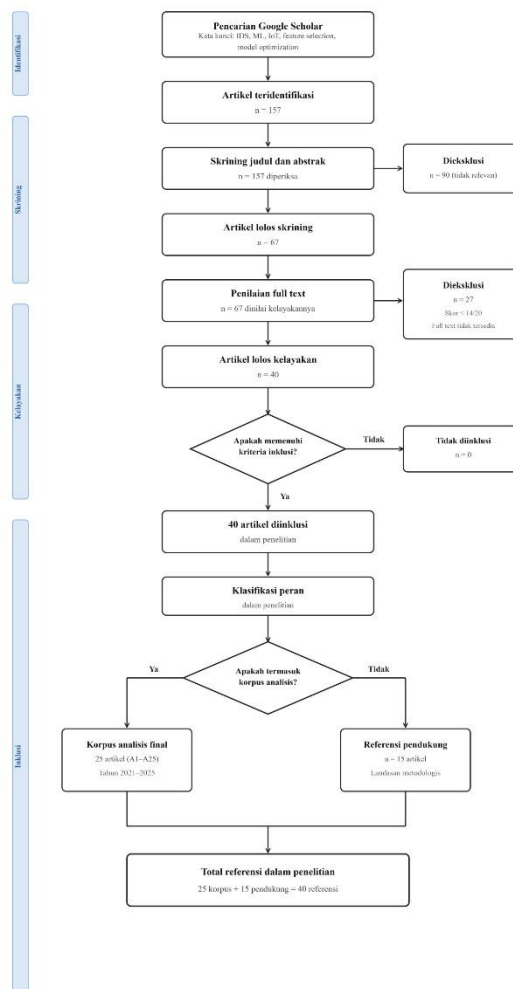 Identifikasi
Pencarian Google Scholar
Kata kunci: IDS, ML, IoT, feature selection,
model optimization
Artikel teridentifikasi
n = 157
Skrining
Skrining judul dan abstrak
n = 157 diperiksa
Dieksklusi
n = 90 (tidak relevan)
Artikel lolos skrining
n = 67
Kelayakan
Penilaian full text
n = 67 dinilai kelayakannya
Dieksklusi
n = 27
Skor < 14/20
Full text tidak tersedia
Artikel lolos kelayakan
n = 40
Apakah memenuhi
kriteria inklusi?
Tidak
Tidak diinklusi
n = 0
Ya
Inklusi
40 artikel diinklusi
dalam penelitian
Klasifikasi peran
dalam penelitian
Apakah termasuk
korpus analisis?
Ya
Tidak
Korpus analisis final
25 artikel (A1–A25)
Tahun 2021–2025
Referensi pendukung
n = 15 artikel
Landasan metodologis
Total referensi dalam penelitian
25 korpus + 15 pendukung = 40 referensi